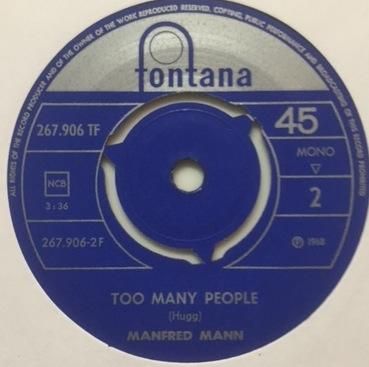 ALL RIGHTS OF THE RECORD PRODUCER AND OF THE OWNER OF THE WORK REPRODUCED RESERVED. COPYING, PUBLIC PERFORMANCE AND BROADCASTING OF THIS RECORD PROHIBITED
fontana
267.906 TF
45
MONO
NCB
2
3:36
267.906-2F
℗ 1968
TOO MANY PEOPLE
(Hugg)
MANFRED MANN